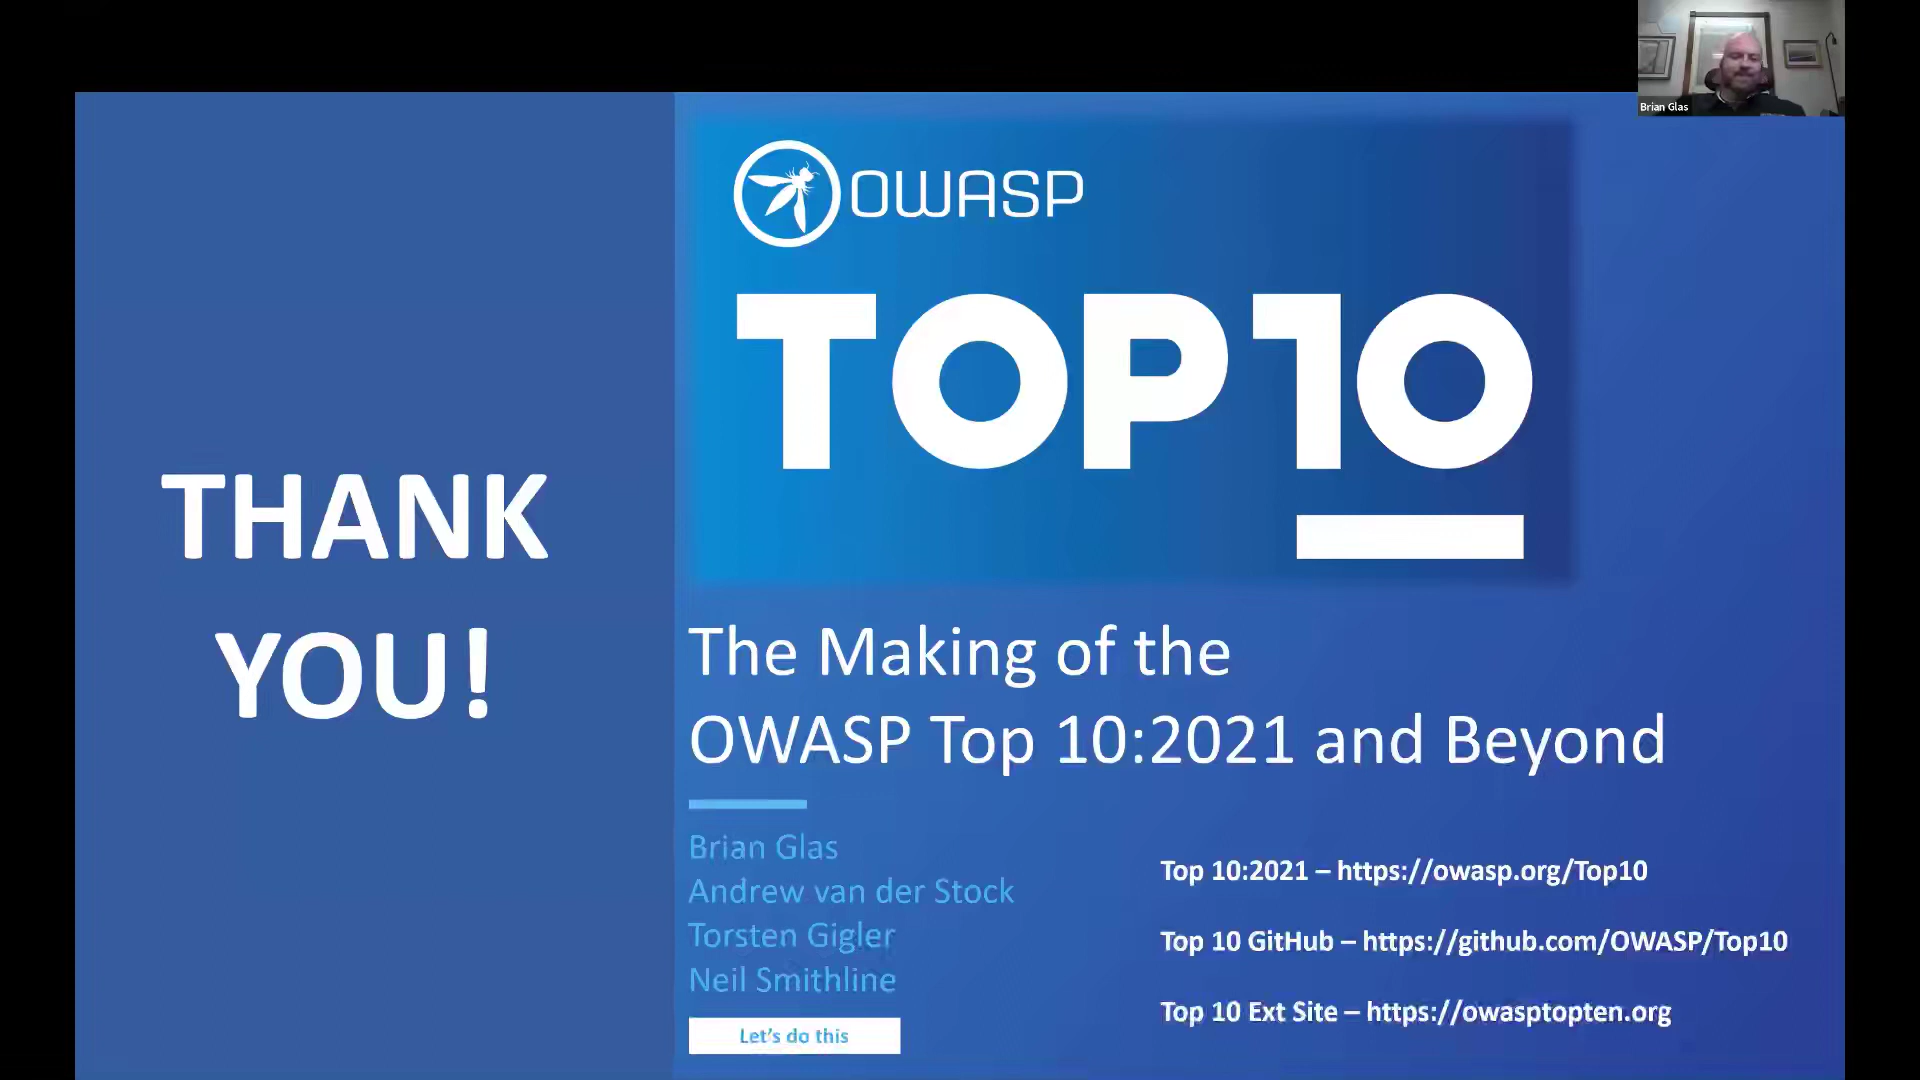 Brian Glas
OWASP
TOP10
THANK
YOU!
The Making of the
OWASP Top 10:2021 and Beyond
Brian Glas
Andrew van der Stock
Torsten Gigler
Neil Smithline
Let's do this
Top 10:2021 – https://owasp.org/Top10
Top 10 GitHub – https://github.com/OWASP/Top10
Top 10 Ext Site – https://owasptopten.org